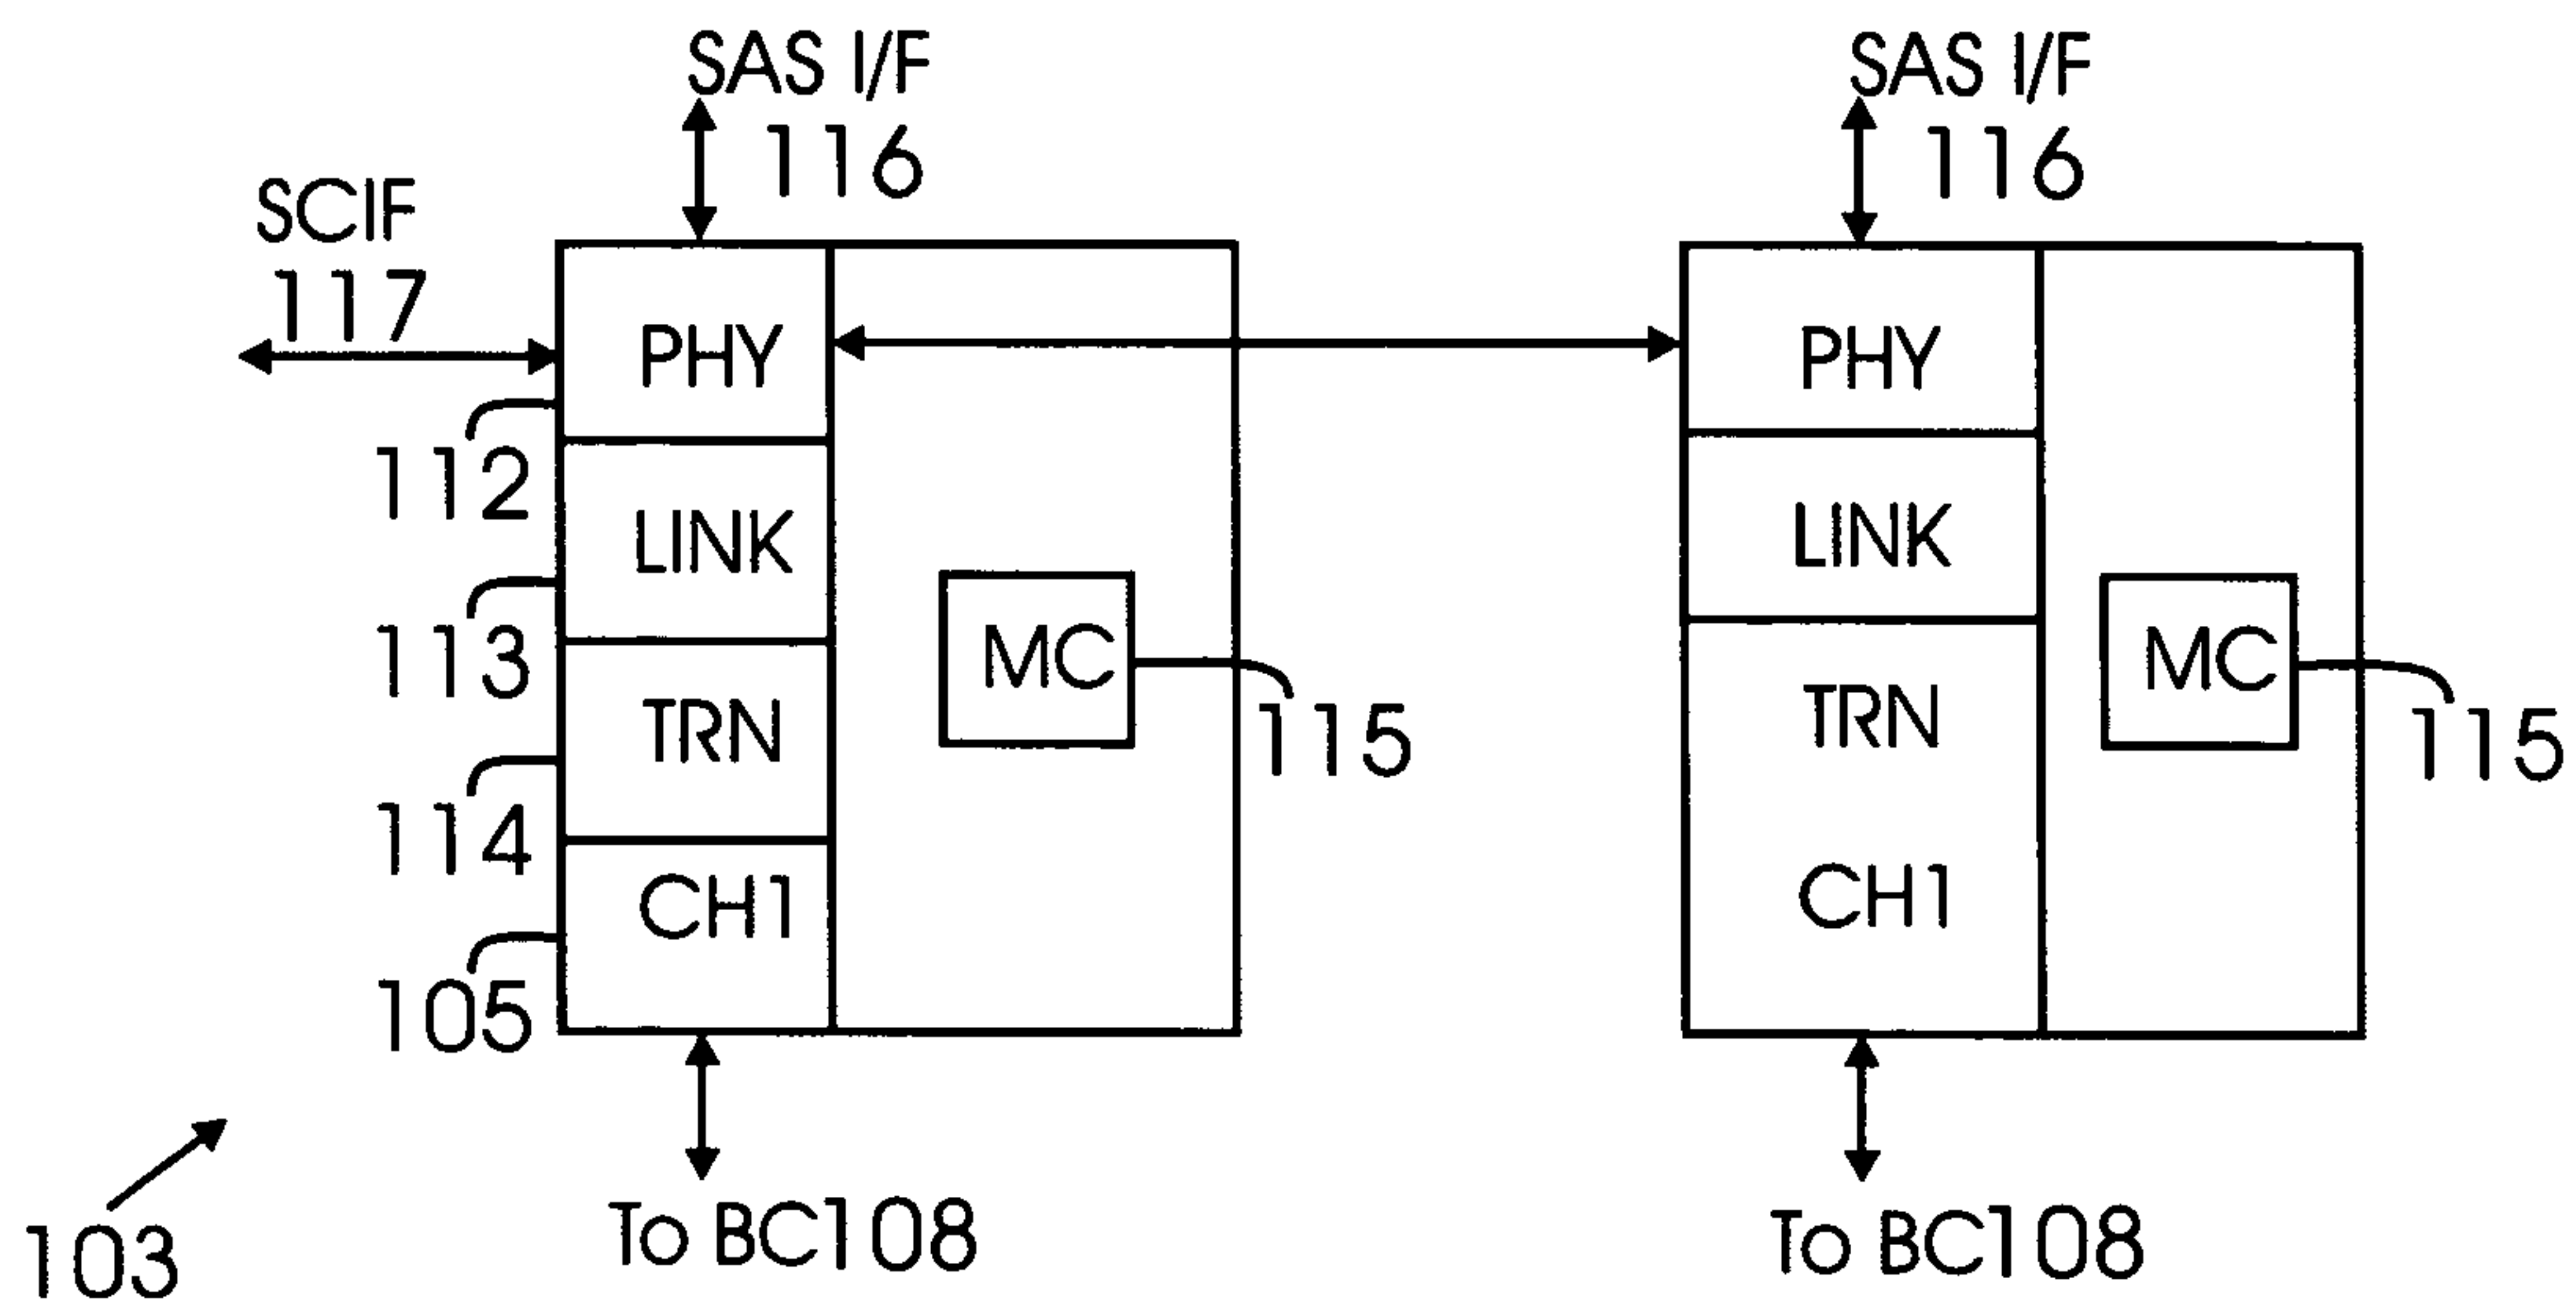 SAS I/F
116
SAS I/F
116
SCIF
117
PHY
PHY
112
LINK
LINK
113
MC
MC
115
115
TRN
TRN
114
CH1
CH1
105
To BC108
To BC108
103